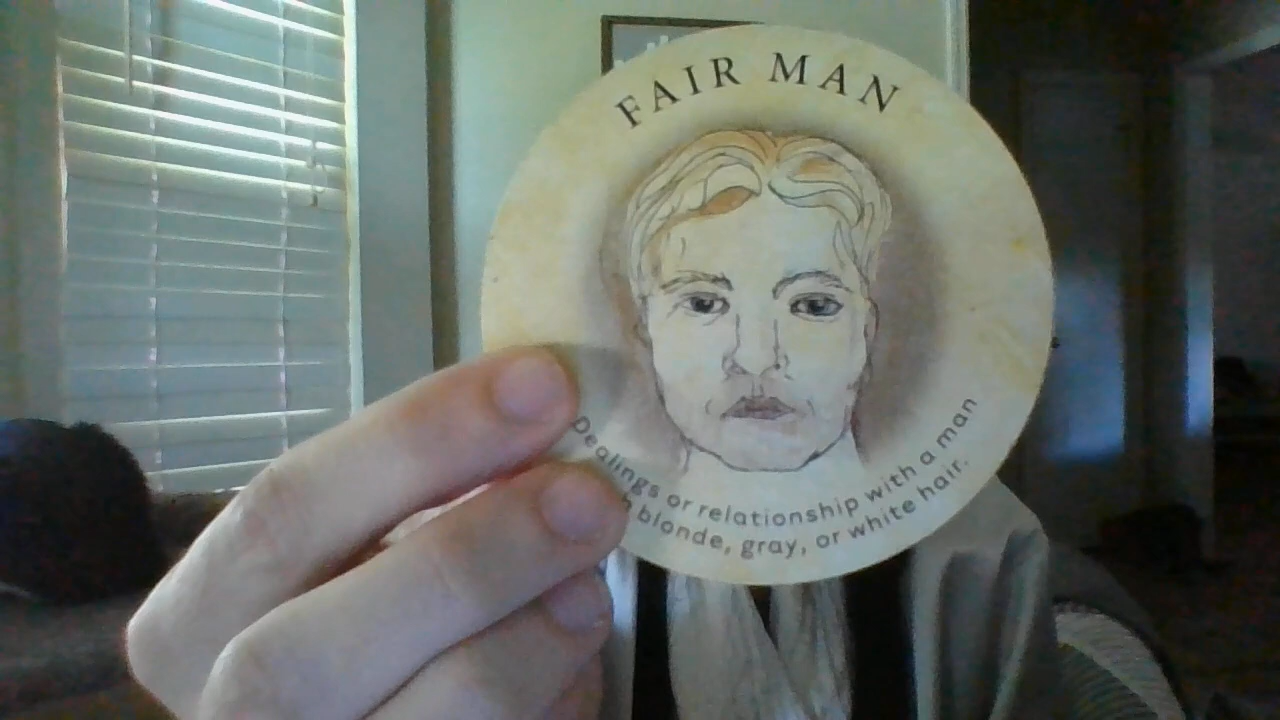 FAIR MAN
Dealings or relationship with a man
blonde, gray, or white hair.